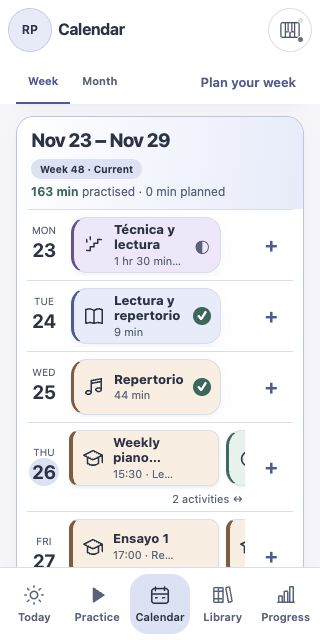 RP
Calendar
Week
Month
Plan your week
Nov 23 – Nov 29
Week 48 · Current
163 min practised · 0 min planned
MON
23
Técnica y
lectura
1 hr 30 min...
+
TUE
24
Lectura y
repertorio
9 min
+
WED
25
Repertorio
44 min
+
THU
26
Weekly
piano...
15:30 · Le...
+
2 activities ↔
FRI
27
Ensayo 1
17:00 · Re...
+
Today
Practice
Calendar
Library
Progress